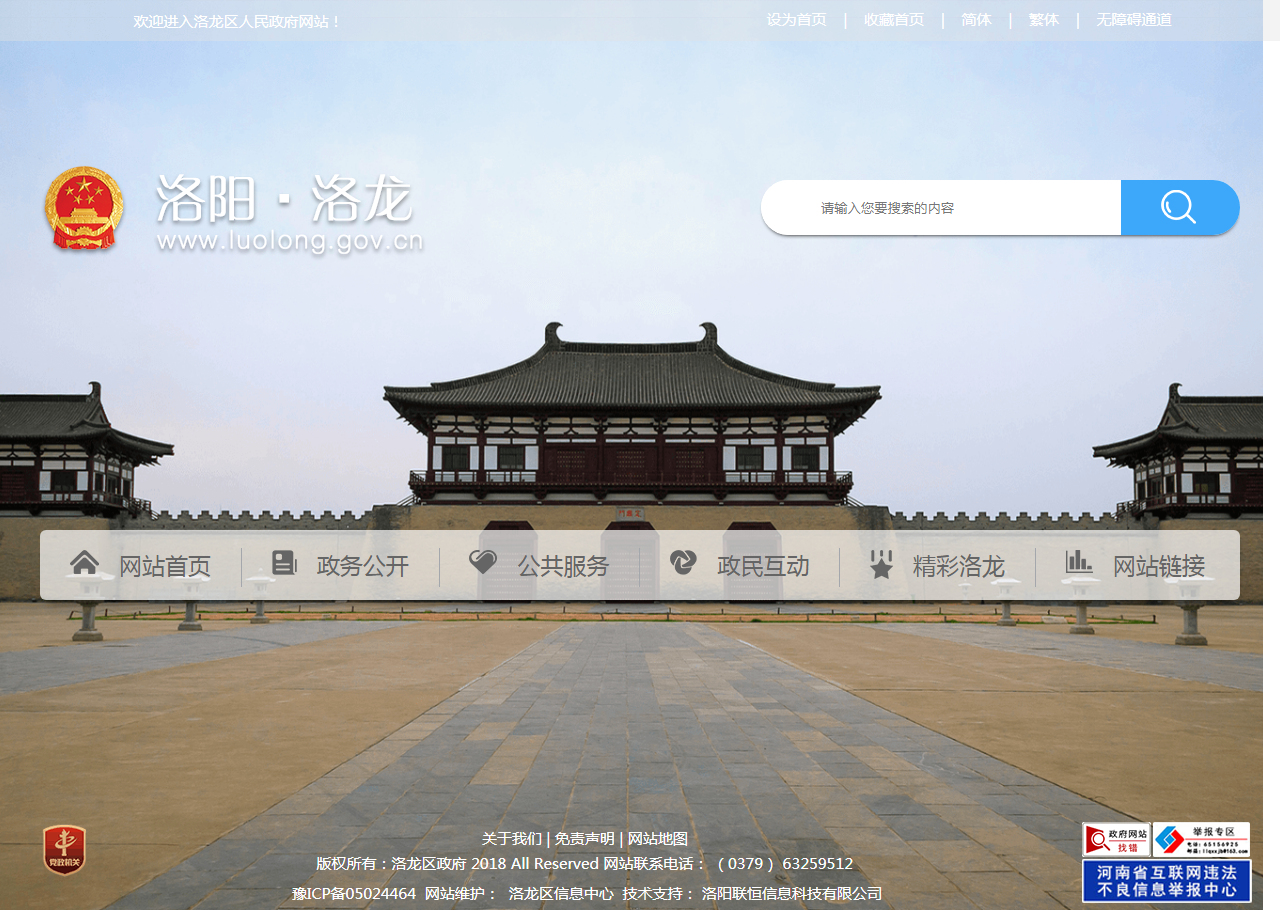 欢迎进入洛龙区人民政府网站！
设为首页 | 收藏首页 | 简体 | 繁体 | 无障碍通道
洛阳·洛龙
www.luolong.gov.cn
请输入您要搜索的内容
网站首页 政务公开 公共服务 政民互动 精彩洛龙 网站链接
关于我们 | 免责声明 | 网站地图
版权所有：洛龙区政府 2018 All Reserved 网站联系电话：（0379）63259512
豫ICP备05024464 网站维护： 洛龙区信息中心 技术支持： 洛阳联恒信息科技有限公司
党政机关
政府网站
找错
举报专区
河南省互联网违法
不良信息举报中心